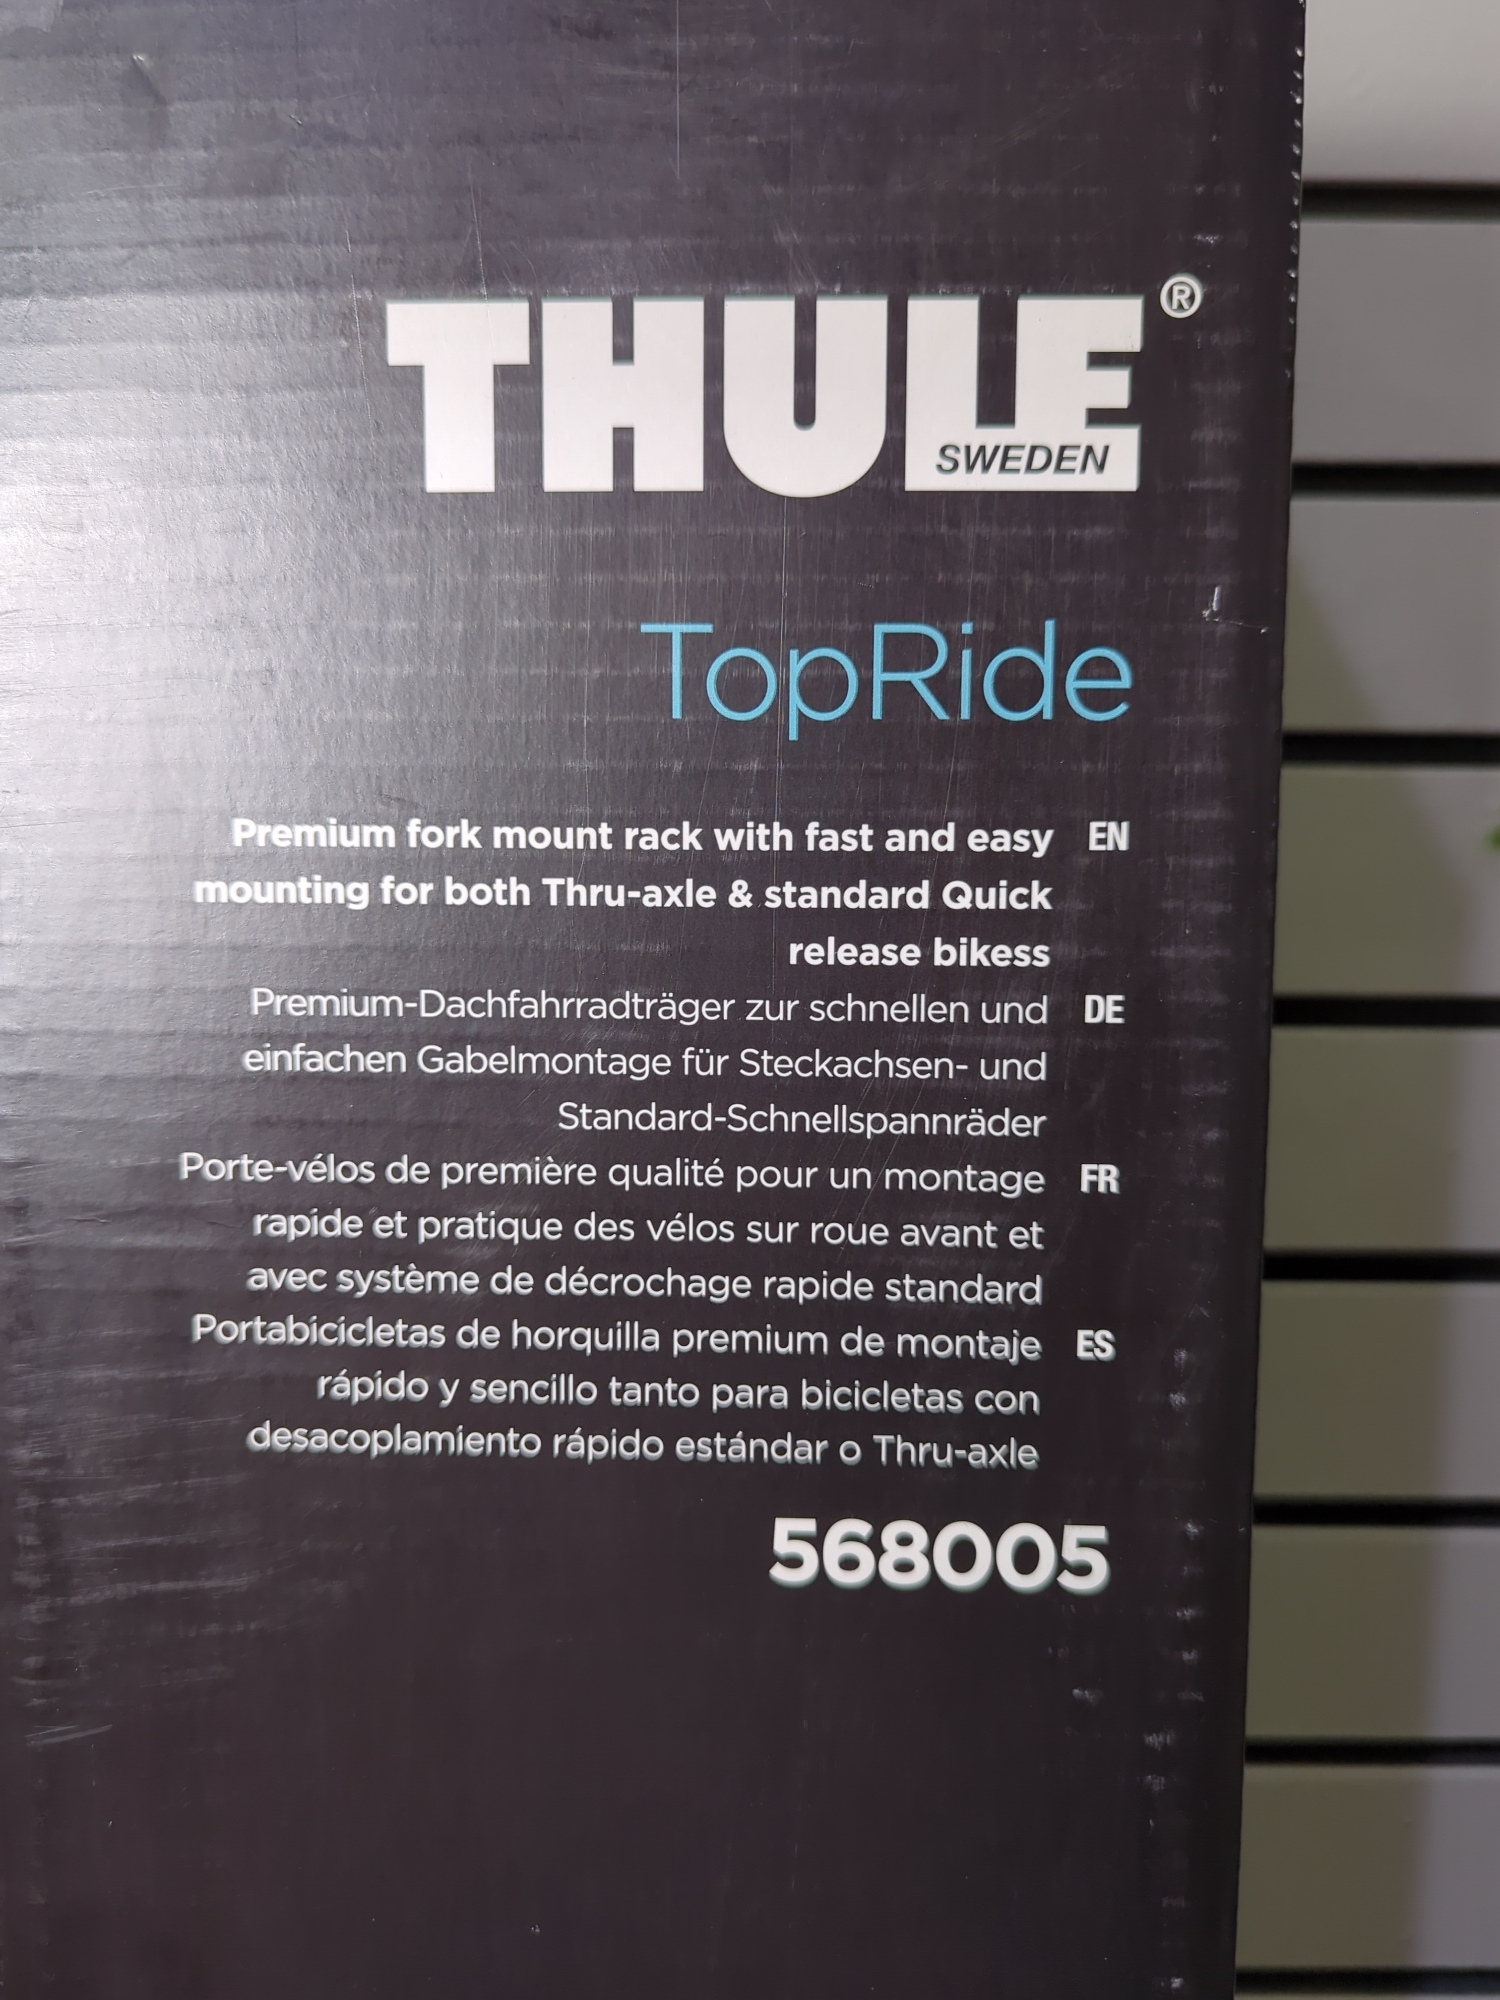 THULE®
SWEDEN
TopRide
Premium fork mount rack with fast and easy EN
mounting for both Thru-axle & standard Quick
release bikess
Premium-Dachfahrradträger zur schnellen und DE
einfachen Gabelmontage für Steckachsen- und
Standard-Schnellspannräder
Porte-vélos de première qualité pour un montage FR
rapide et pratique des vélos sur roue avant et
avec système de décrochage rapide standard
Portabicicletas de horquilla premium de montaje ES
rápido y sencillo tanto para bicicletas con
desacoplamiento rápido estándar o Thru-axle
568005